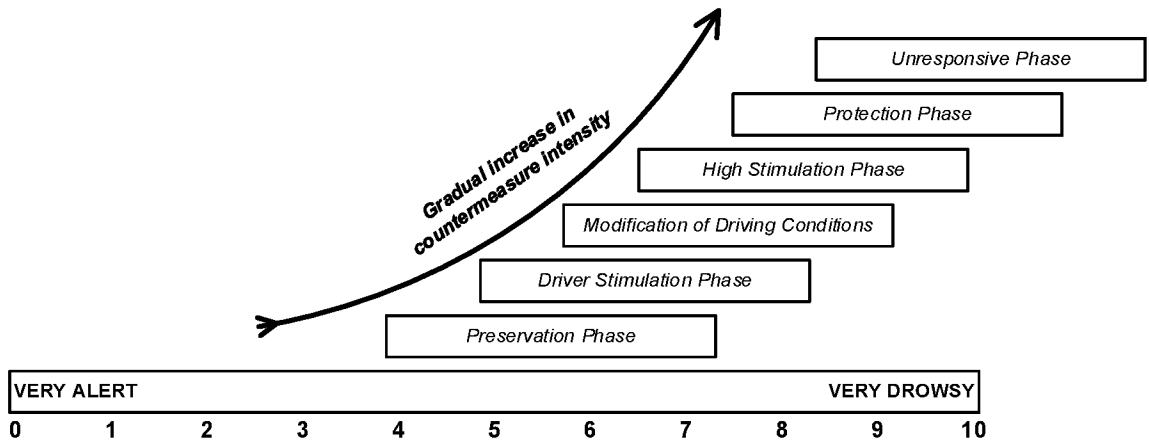 Unresponsive Phase
Protection Phase
High Stimulation Phase
Modification of Driving Conditions
Driver Stimulation Phase
Preservation Phase
Gradual increase in
countermeasure intensity
VERY ALERT VERY DROWSY
0 1 2 3 4 5 6 7 8 9 10